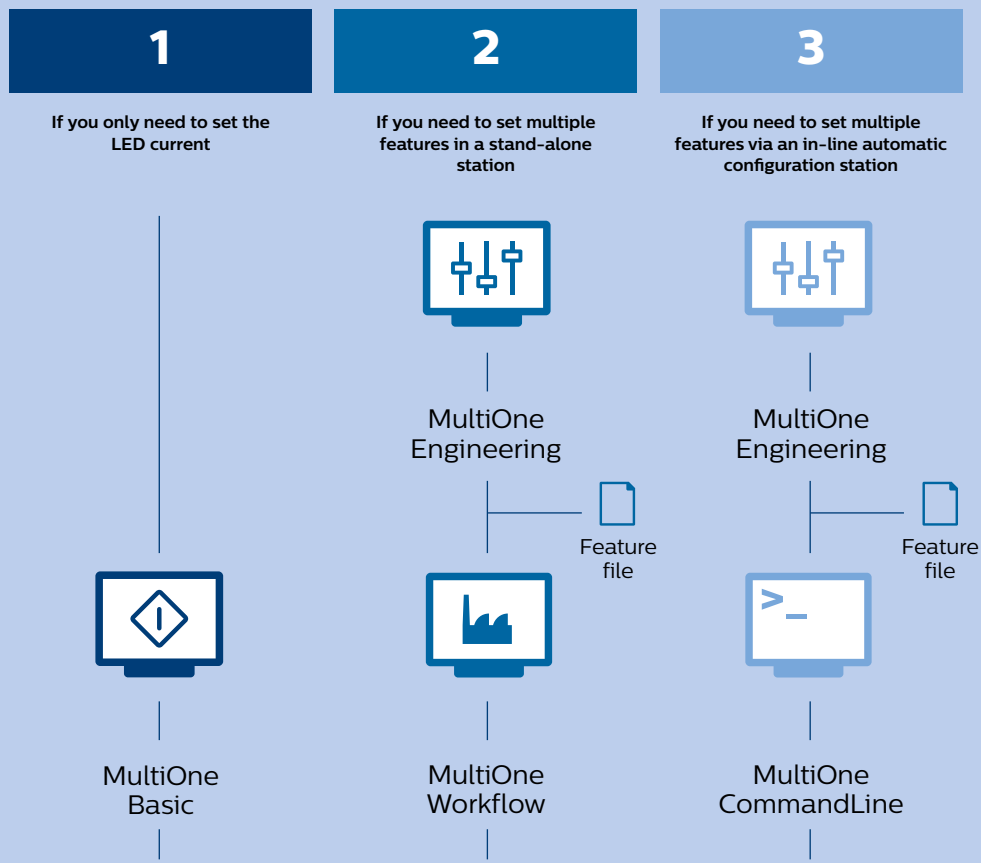 1
If you only need to set the
LED current
MultiOne
Basic
2
If you need to set multiple
features in a stand-alone
station
MultiOne
Engineering
Feature
file
MultiOne
Workflow
3
If you need to set multiple
features via an in-line automatic
configuration station
MultiOne
Engineering
Feature
file
>_
MultiOne
CommandLine